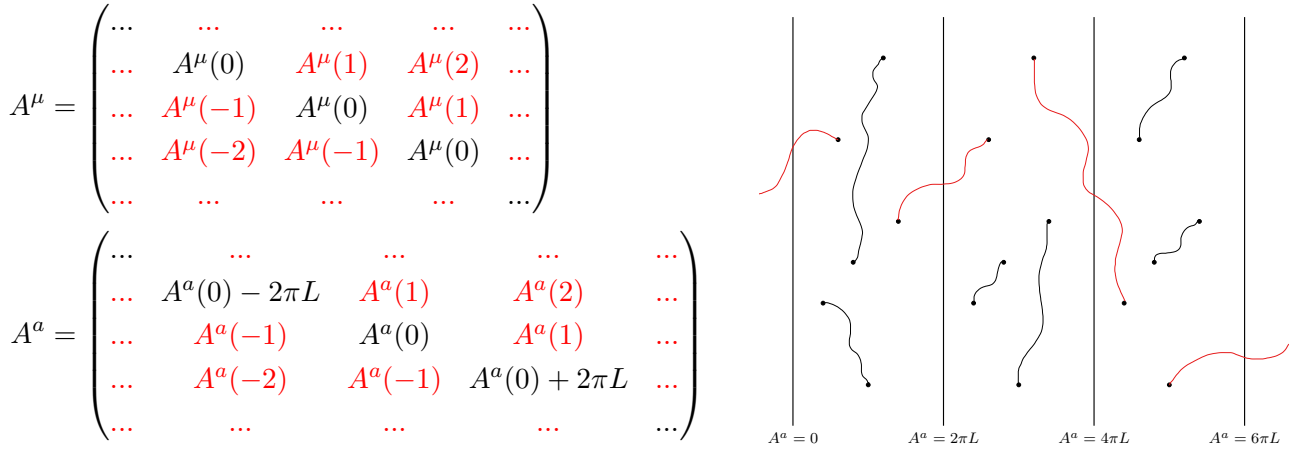 ... ... ... ... ...
... A^μ(0) A^μ(1) A^μ(2) ...
A^μ = ... A^μ(−1) A^μ(0) A^μ(1) ...
... A^μ(−2) A^μ(−1) A^μ(0) ...
... ... ... ... ...
... ... ... ... ...
... A^a(0) − 2πL A^a(1) A^a(2) ...
A^a = ... A^a(−1) A^a(0) A^a(1) ...
... A^a(−2) A^a(−1) A^a(0) + 2πL ...
... ... ... ... ...
A^a = 0 A^a = 2πL A^a = 4πL A^a = 6πL